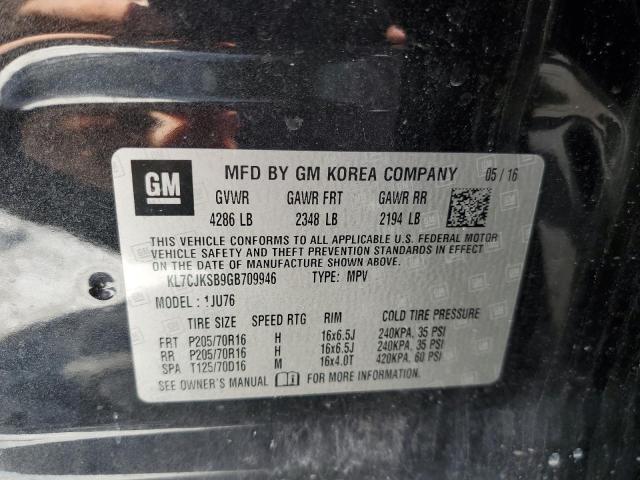 GM MFD BY GM KOREA COMPANY 05/16
GVWR GAWR FRT GAWR RR
4286 LB 2348 LB 2194 LB
THIS VEHICLE CONFORMS TO ALL APPLICABLE U.S. FEDERAL MOTOR
VEHICLE SAFETY AND THEFT PREVENTION STANDARDS IN EFFECT
ON THE DATE OF MANUFACTURE SHOWN ABOVE.
KL7CJKSB9GB709946 TYPE: MPV
MODEL: 1JU76
TIRE SIZE SPEED RTG RIM COLD TIRE PRESSURE
FRT P205/70R16 H 16x6.5J 240KPA, 35 PSI
RR P205/70R16 H 16x6.5J 240KPA, 35 PSI
SPA T125/70D16 M 16x4.0T 420KPA, 60 PSI
SEE OWNER'S MANUAL FOR MORE INFORMATION.